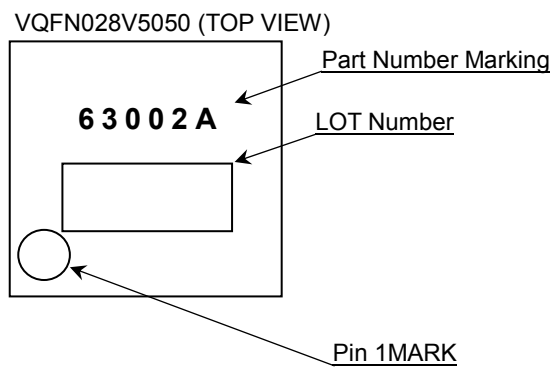 VQFN028V5050 (TOP VIEW)
Part Number Marking
63002A
LOT Number
Pin 1MARK